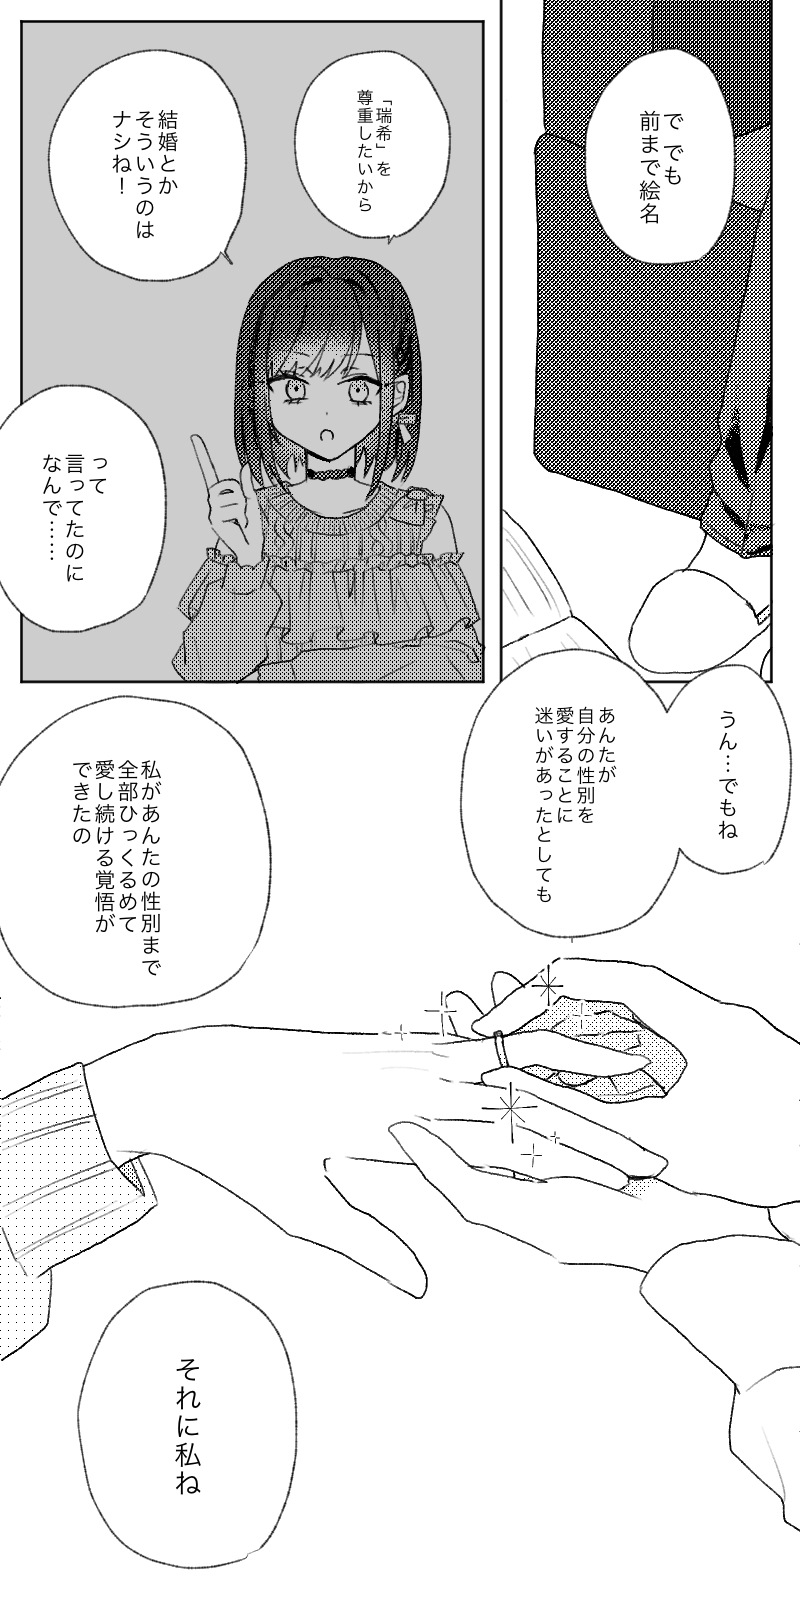 で でも
前まで絵名
「瑞希」を
尊重したいから
結婚とか
そういうのは
ナシね！
って
言ってたのに
なんで……
うん…でもね
あんたが
自分の性別を
愛することに
迷いがあったとしても
私があんたの性別まで
全部ひっくるめて
愛し続ける覚悟が
できたの
それに私ね